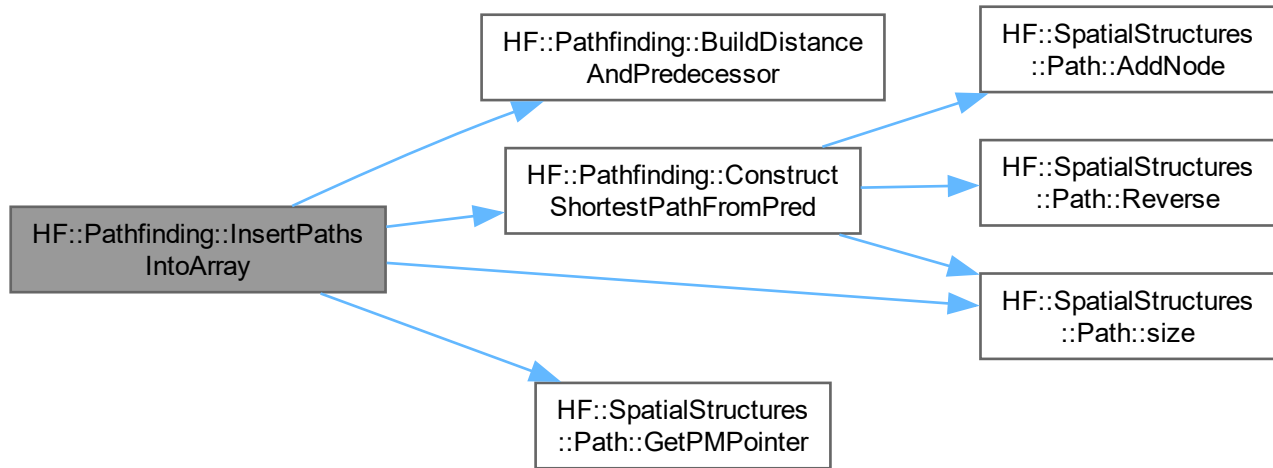 HF::Pathfinding::InsertPaths
IntoArray
HF::Pathfinding::BuildDistance
AndPredecessor
HF::Pathfinding::Construct
ShortestPathFromPred
HF::SpatialStructures
::Path::GetPMPointer
HF::SpatialStructures
::Path::AddNode
HF::SpatialStructures
::Path::Reverse
HF::SpatialStructures
::Path::size